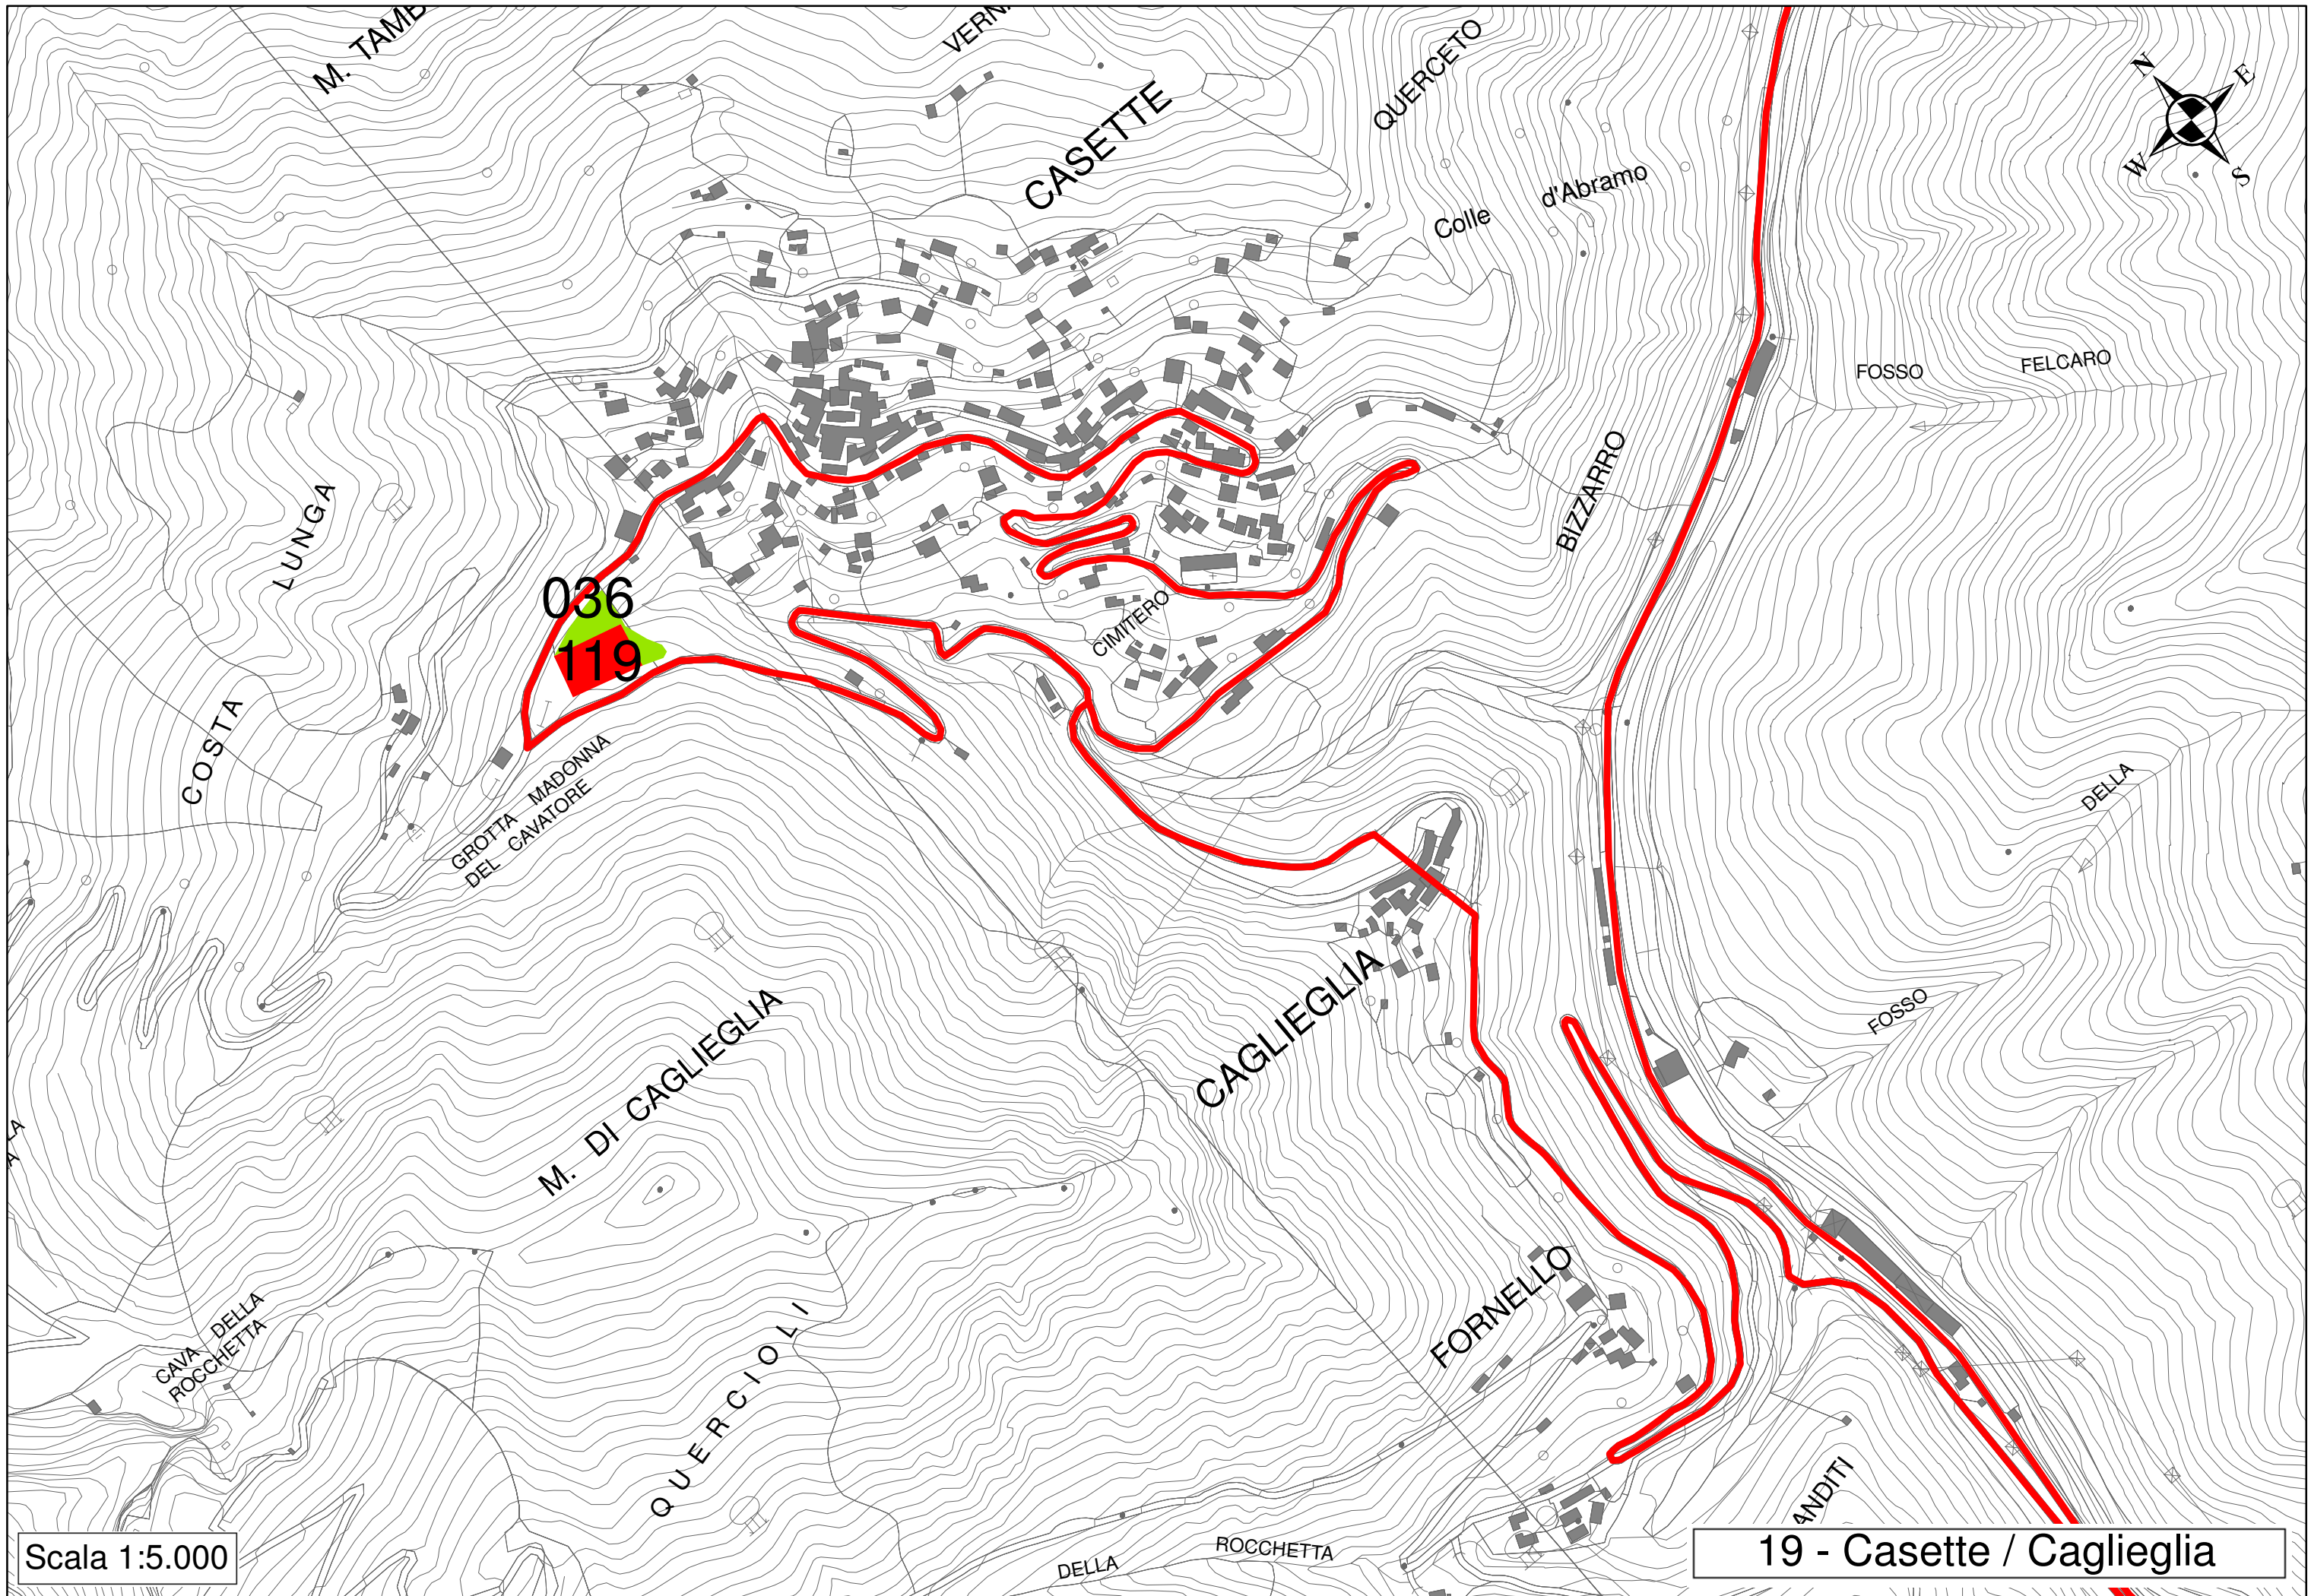 M. TAMB
VERN
QUERCETO
N
E
W
S
CASETTE
Colle d'Abramo
FOSSO FELCARO
LUNGA
BIZZARRO
036
119
CIMITERO
COSTA
GROTTA MADONNA
DEL CAVATORE
DELLA
CAGLIEGLIA
FOSSO
M. DI CAGLIEGLIA
LA
A
FORNELLO
CAVA DELLA
ROCCHETTA
QUERCIOLI
ANDITI
DELLA ROCCHETTA
Scala 1:5.000
19 - Casette / Caglieglia